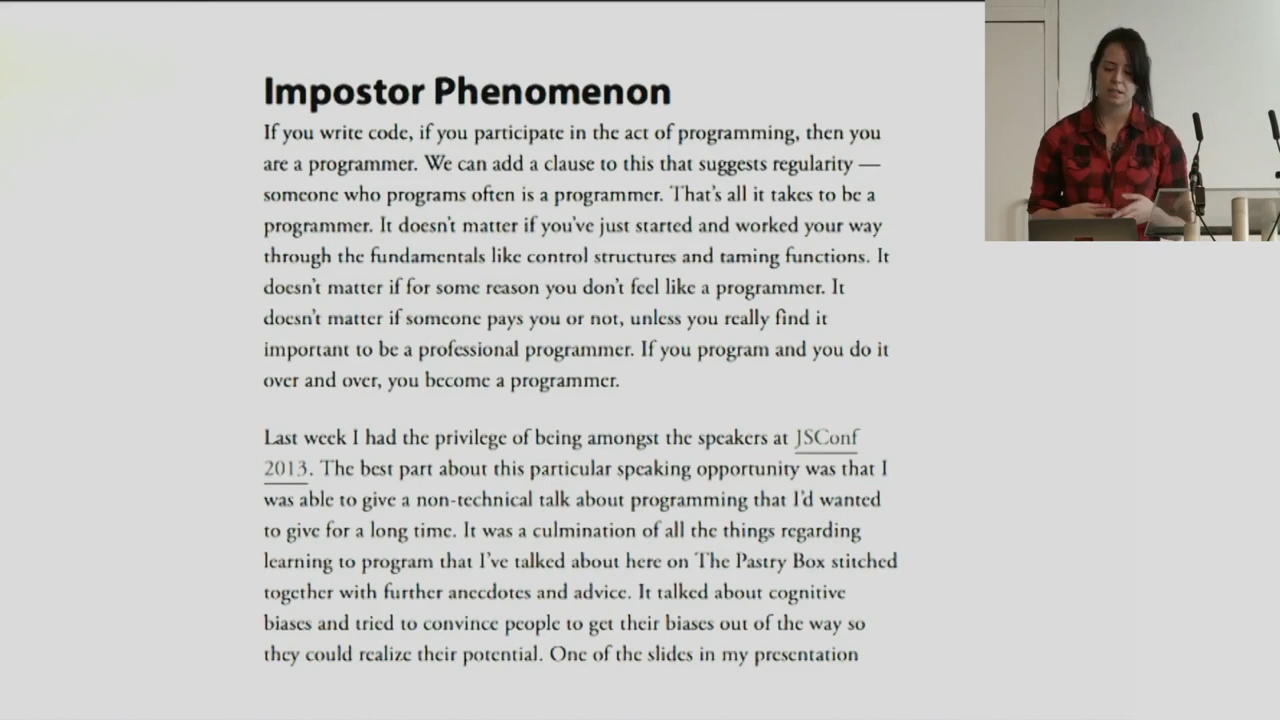 Impostor Phenomenon
If you write code, if you participate in the act of programming, then you
are a programmer. We can add a clause to this that suggests regularity —
someone who programs often is a programmer. That's all it takes to be a
programmer. It doesn't matter if you've just started and worked your way
through the fundamentals like control structures and taming functions. It
doesn't matter if for some reason you don't feel like a programmer. It
doesn't matter if someone pays you or not, unless you really find it
important to be a professional programmer. If you program and you do it
over and over, you become a programmer.
Last week I had the privilege of being amongst the speakers at JSConf
2013. The best part about this particular speaking opportunity was that I
was able to give a non-technical talk about programming that I'd wanted
to give for a long time. It was a culmination of all the things regarding
learning to program that I've talked about here on The Pastry Box stitched
together with further anecdotes and advice. It talked about cognitive
biases and tried to convince people to get their biases out of the way so
they could realize their potential. One of the slides in my presentation